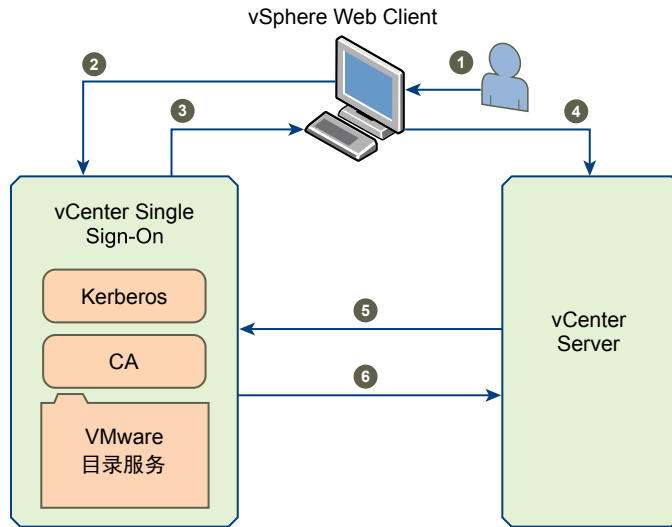 vSphere Web Client
1
2
3
4
vCenter Single
Sign-On
Kerberos
CA
VMware
目录服务
5
6
vCenter
Server